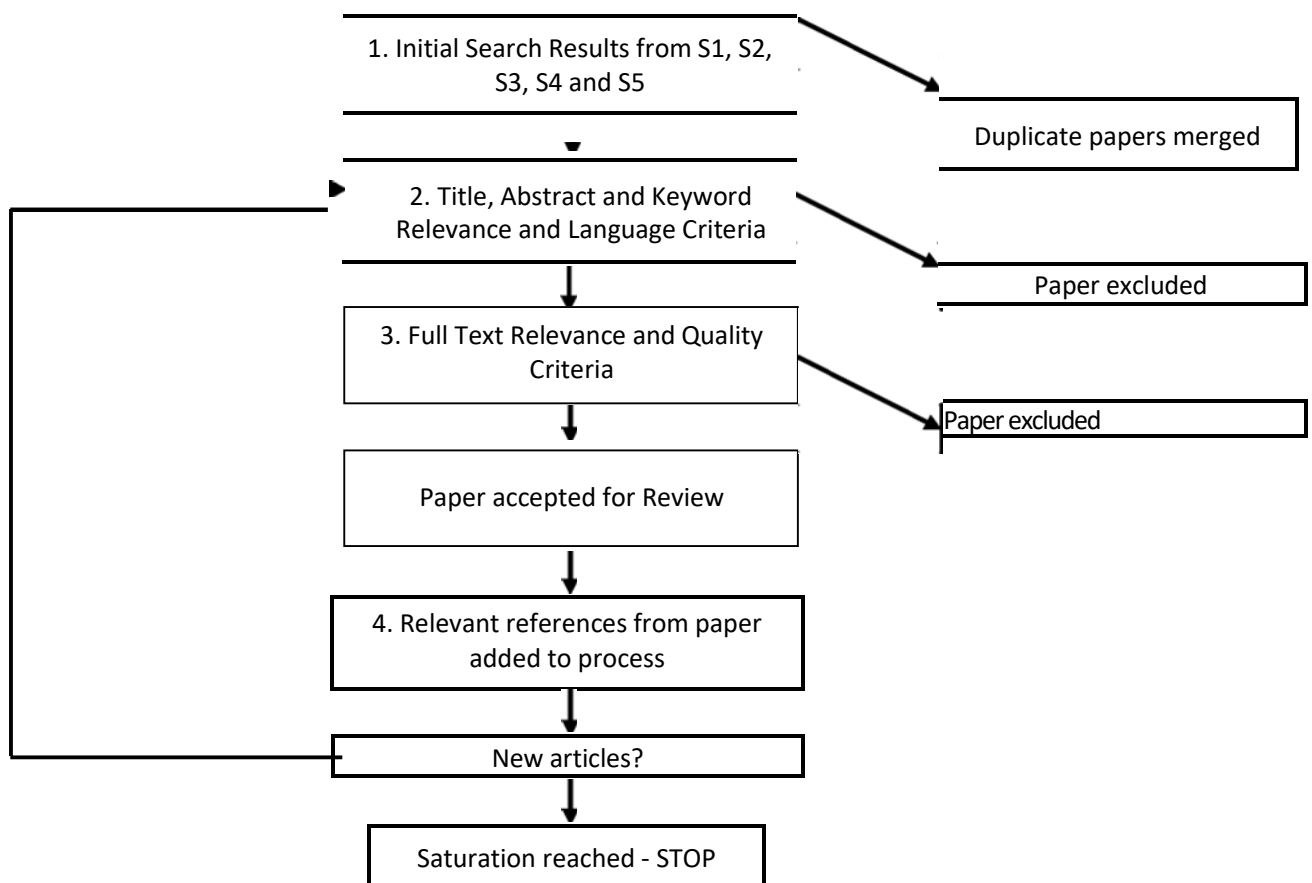 1. Initial Search Results from S1, S2,
S3, S4 and S5
Duplicate papers merged
2. Title, Abstract and Keyword
Relevance and Language Criteria
Paper excluded
3. Full Text Relevance and Quality
Criteria
Paper excluded
Paper accepted for Review
4. Relevant references from paper
added to process
New articles?
Saturation reached - STOP